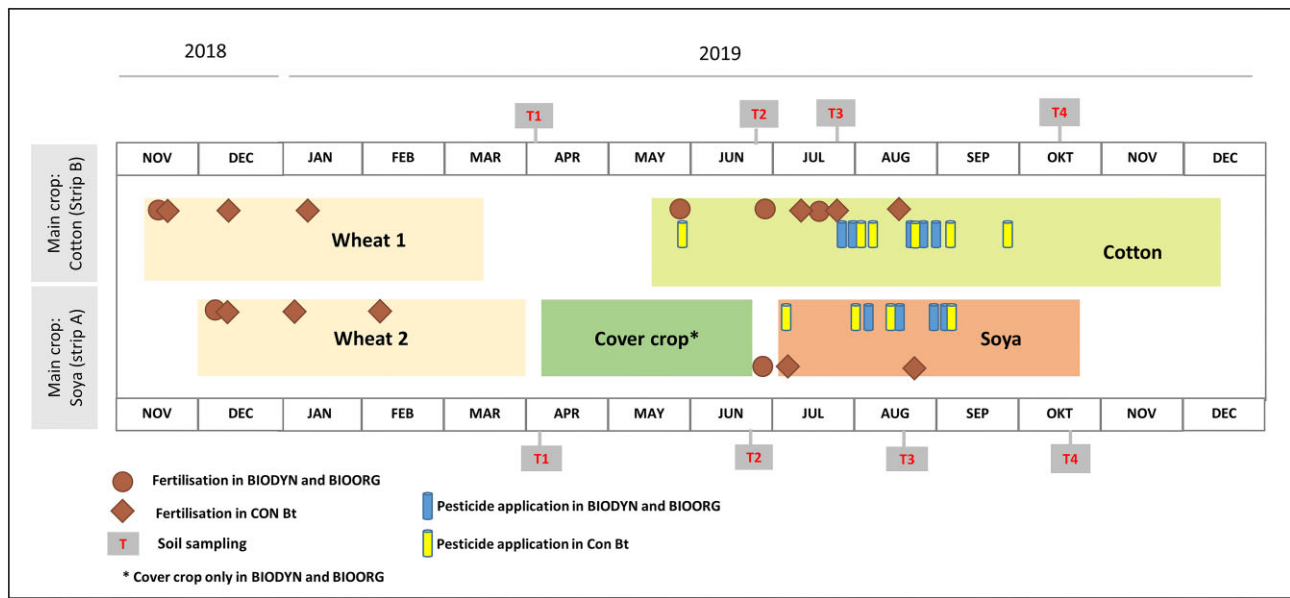 2018
2019
T1
T2
T3
T4
NOV DEC JAN FEB MAR APR MAY JUN JUL AUG SEP OKT NOV DEC
Main crop:
Cotton (Strip B)
Wheat 1
Cotton
Main crop:
Soya (strip A)
Wheat 2
Cover crop*
Soya
NOV DEC JAN FEB MAR APR MAY JUN JUL AUG SEP OKT NOV DEC
T1
T2
T3
T4
Fertilisation in BIODYN and BIOORG
Fertilisation in CON Bt
T Soil sampling
* Cover crop only in BIODYN and BIOORG
Pesticide application in BIODYN and BIOORG
Pesticide application in Con Bt